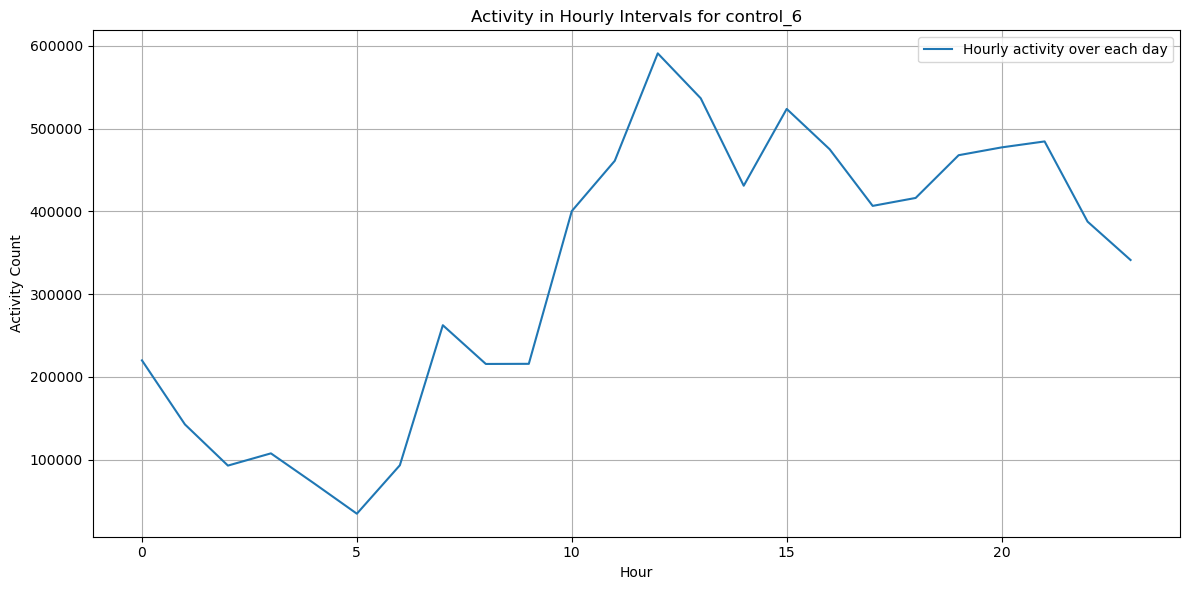 Activity in Hourly Intervals for control_6
Hourly activity over each day
600000
500000
400000
300000
200000
100000
Activity Count
0 5 10 15 20
Hour